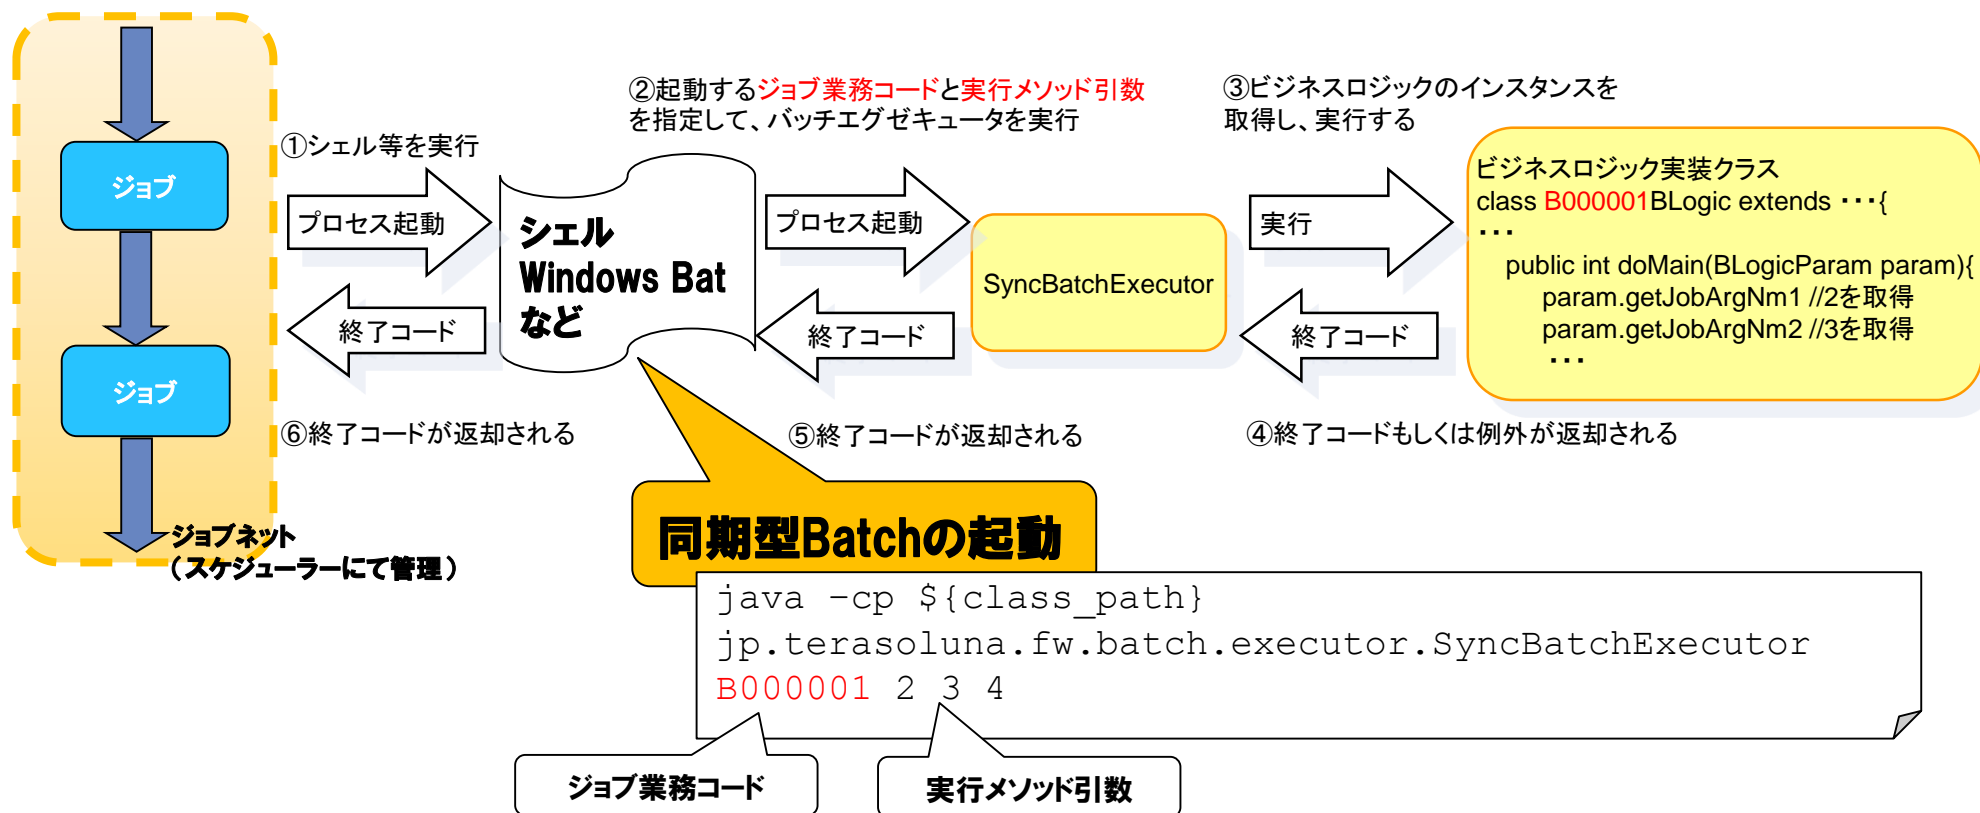 ②起動するジョブ業務コードと実行メソッド引数
を指定して、バッチエグゼキュータを実行
③ビジネスロジックのインスタンスを
取得し、実行する
①シェル等を実行
ジョブ
プロセス起動
シェル
Windows Bat
など
プロセス起動
SyncBatchExecutor
実行
ビジネスロジック実装クラス
class B000001BLogic extends ・・・{
・・・
public int doMain(BLogicParam param){
param.getJobArgNm1 //2を取得
param.getJobArgNm2 //3を取得
・・・
終了コード
終了コード
終了コード
ジョブ
⑥終了コードが返却される
⑤終了コードが返却される
④終了コードもしくは例外が返却される
ジョブネット
（スケジューラーにて管理）
同期型Batchの起動
java –cp ${class_path}
jp.terasoluna.fw.batch.executor.SyncBatchExecutor
B000001 2 3 4
ジョブ業務コード
実行メソッド引数